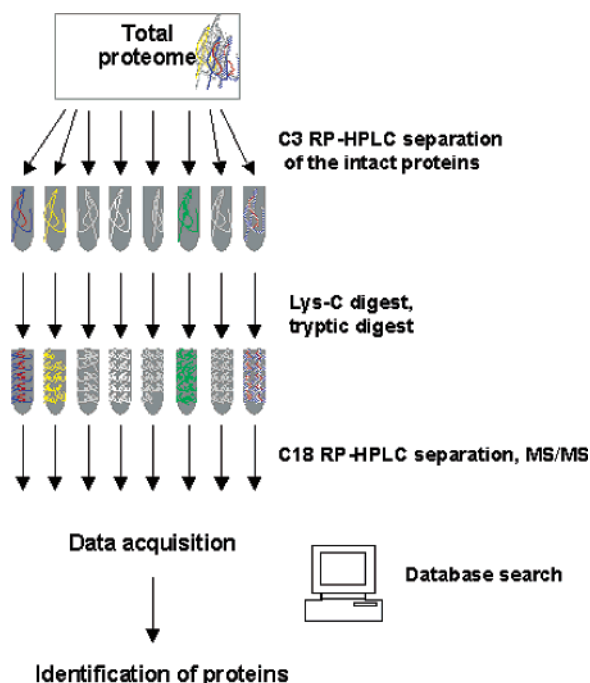 Total
proteome
C3 RP-HPLC separation
of the intact proteins
Lys-C digest,
tryptic digest
C18 RP-HPLC separation, MS/MS
Data acquisition
Database search
Identification of proteins